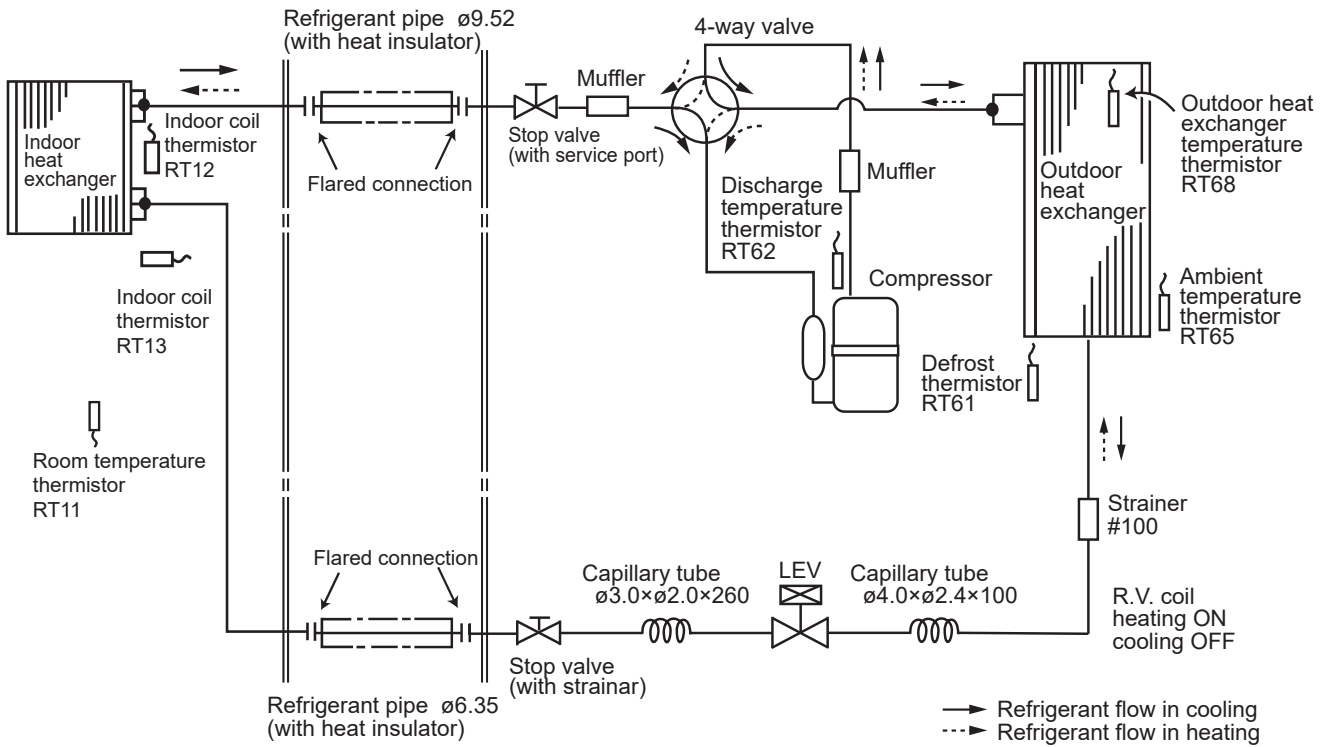 Refrigerant pipe ø9.52
(with heat insulator)
4-way valve
Muffler
Stop valve
(with service port)
Indoor
heat
exchanger
Indoor coil
thermistor
RT12
Flared connection
Outdoor heat
exchanger
temperature
thermistor
RT68
Outdoor
heat
exchanger
Muffler
Discharge
temperature
thermistor
RT62
Compressor
Indoor coil
thermistor
RT13
Ambient
temperature
thermistor
RT65
Defrost
thermistor
RT61
Room temperature
thermistor
RT11
Strainer
#100
Flared connection
Capillary tube
ø3.0×ø2.0×260
LEV
Capillary tube
ø4.0×ø2.4×100
R.V. coil
heating ON
cooling OFF
Stop valve
(with strainar)
Refrigerant pipe ø6.35
(with heat insulator)
Refrigerant flow in cooling
Refrigerant flow in heating